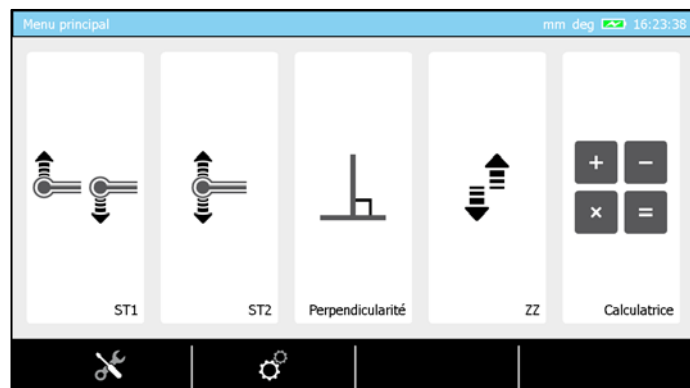 Menu principal mm deg 16:23:38
+ −
× =
ST1 ST2 Perpendicularité ZZ Calculatrice